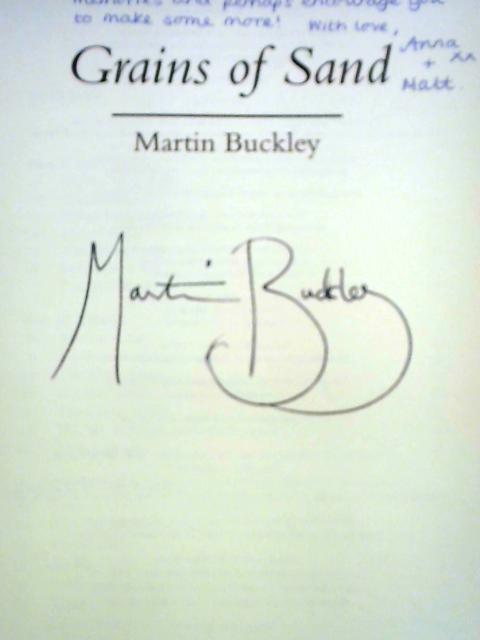 memories and perhaps encourage you
to make some more! With love,
Anna xx
+
Matt.
Grains of Sand
Martin Buckley
Martin Buckley